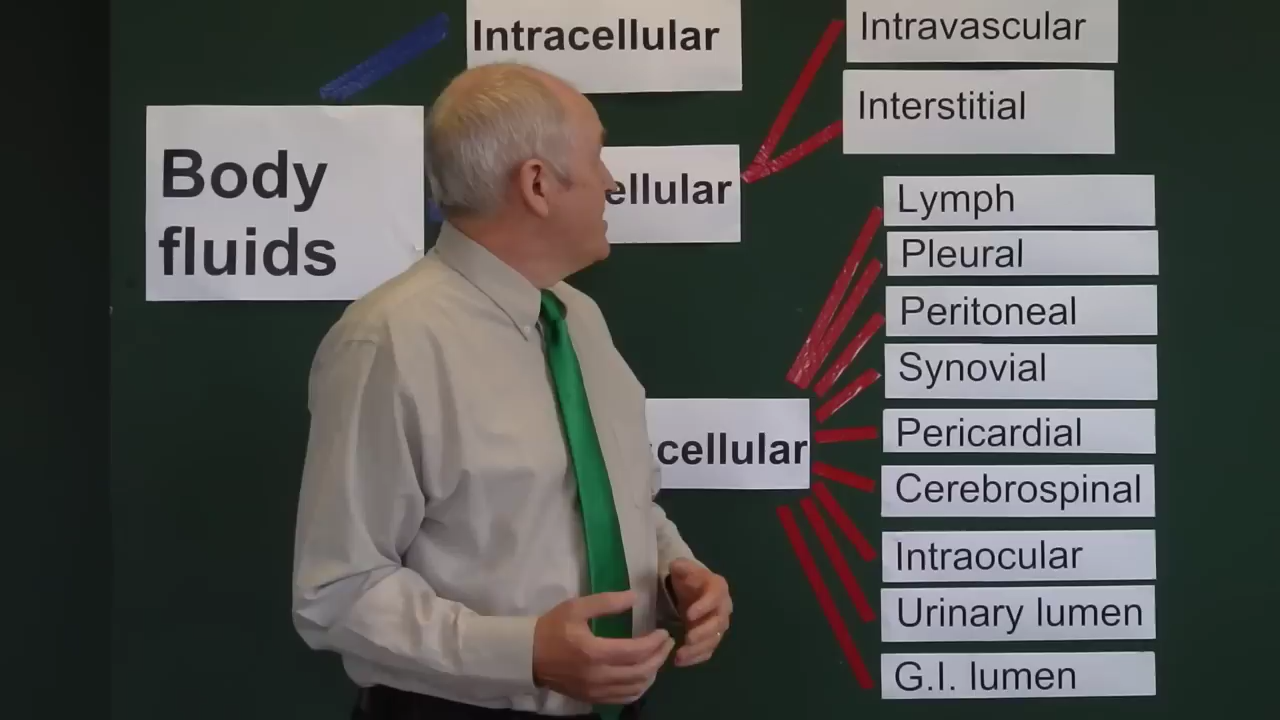 Body
fluids
Intracellular
ellular
cellular
Intravascular
Interstitial
Lymph
Pleural
Peritoneal
Synovial
Pericardial
Cerebrospinal
Intraocular
Urinary lumen
G.I. lumen